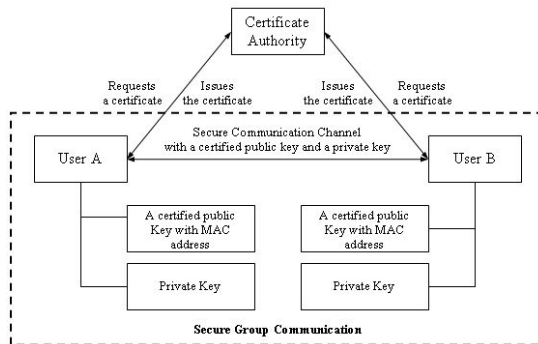 Certificate
Authority
Requests
a certificate
Issues
the certificate
Issues
the certificate
Requests
a certificate
Secure Communication Channel
with a certified public key and a private key
User A
User B
A certified public
Key with MAC
address
A certified public
Key with MAC
address
Private Key
Private Key
Secure Group Communication